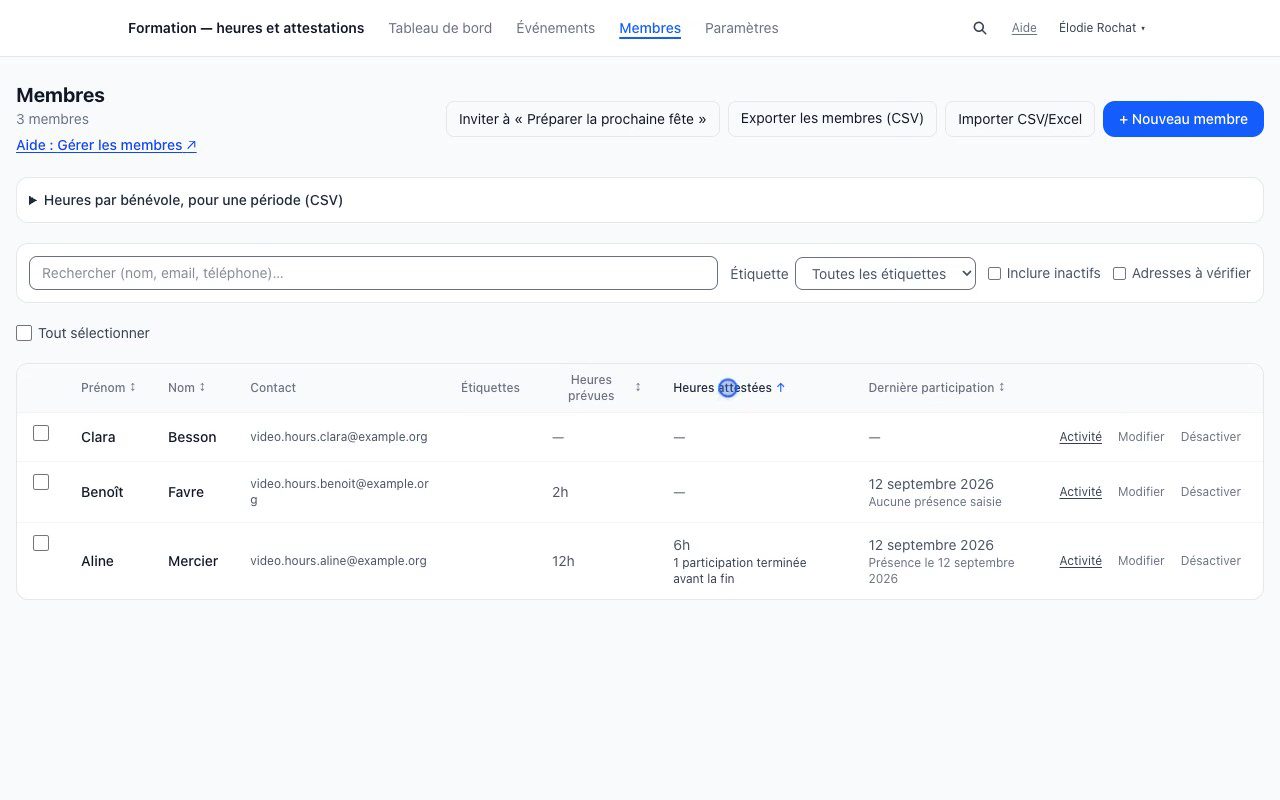 Formation — heures et attestations Tableau de bord Événements Membres Paramètres Aide Élodie Rochat
Membres
3 membres
Aide : Gérer les membres ↗
Inviter à « Préparer la prochaine fête » Exporter les membres (CSV) Importer CSV/Excel + Nouveau membre
Heures par bénévole, pour une période (CSV)
Rechercher (nom, email, téléphone)... Étiquette Toutes les étiquettes Inclure inactifs Adresses à vérifier
Tout sélectionner
Prénom ↕ Nom ↕ Contact Étiquettes Heures prévues ↕ Heures attestées ↑ Dernière participation ↕
Clara Besson video.hours.clara@example.org — — — Activité Modifier Désactiver
Benoît Favre video.hours.benoit@example.or
g 2h — 12 septembre 2026
Aucune présence saisie Activité Modifier Désactiver
Aline Mercier video.hours.aline@example.org 12h 6h
1 participation terminée
avant la fin
12 septembre 2026
Présence le 12 septembre
2026
Activité Modifier Désactiver